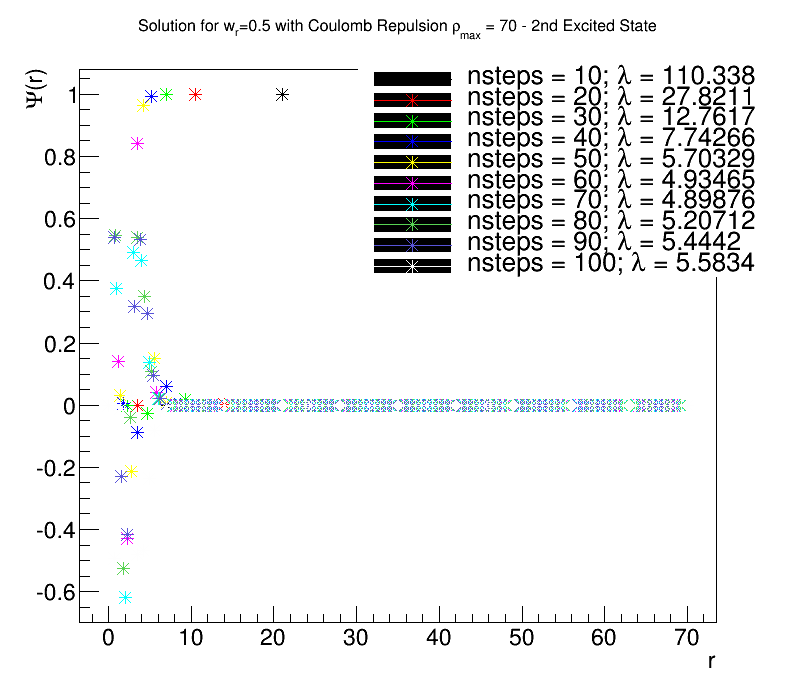 Solution for wr=0.5 with Coulomb Repulsion ρmax = 70 - 2nd Excited State
Ψ(r)
nsteps = 10; λ = 110.338
nsteps = 20; λ = 27.8211
nsteps = 30; λ = 12.7617
nsteps = 40; λ = 7.74266
nsteps = 50; λ = 5.70329
nsteps = 60; λ = 4.93465
nsteps = 70; λ = 4.89876
nsteps = 80; λ = 5.20712
nsteps = 90; λ = 5.4442
nsteps = 100; λ = 5.5834
1
0.8
0.6
0.4
0.2
0
-0.2
-0.4
-0.6
0 10 20 30 40 50 60 70
r